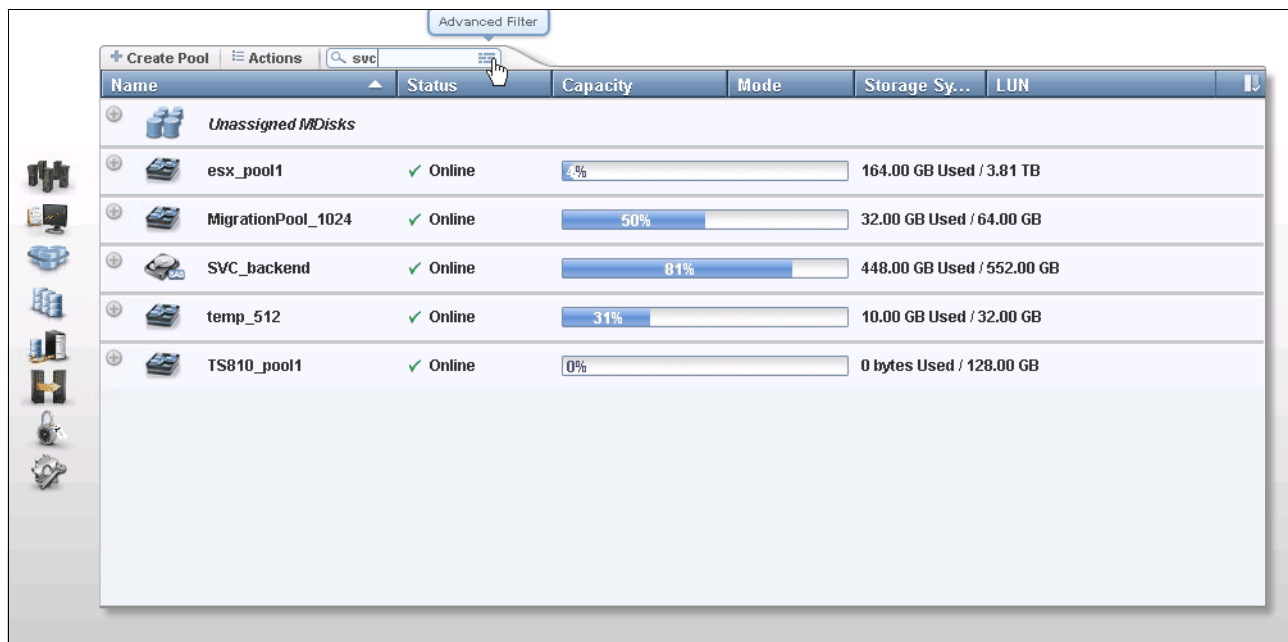 Advanced Filter
Create Pool Actions svc
Name Status Capacity Mode Storage Sy... LUN
Unassigned MDisks
esx_pool1 Online 4% 164.00 GB Used / 3.81 TB
MigrationPool_1024 Online 50% 32.00 GB Used / 64.00 GB
SAS SVC_backend Online 81% 448.00 GB Used / 552.00 GB
temp_512 Online 31% 10.00 GB Used / 32.00 GB
TS810_pool1 Online 0% 0 bytes Used / 128.00 GB